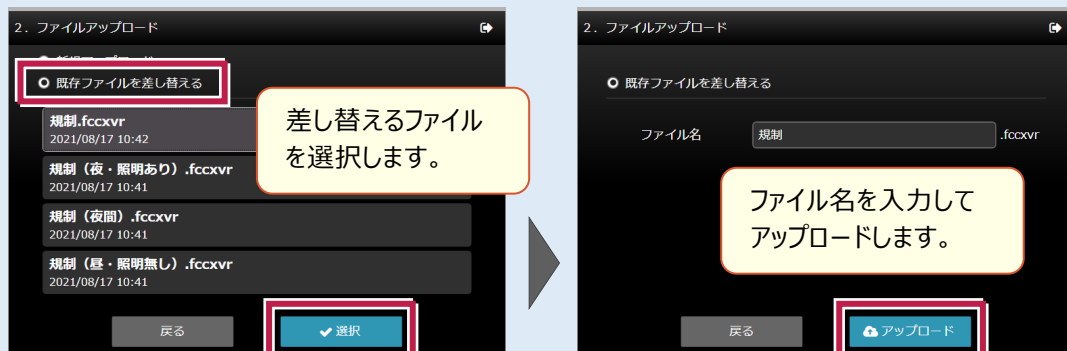 2. ファイルアップロード
既存ファイルを差し替える
規制.fccxvr
2021/08/17 10:42
規制（夜・照明あり）.fccxvr
2021/08/17 10:41
規制（夜間）.fccxvr
2021/08/17 10:41
規制（昼・照明無し）.fccxvr
2021/08/17 10:41
戻る
選択
差し替えるファイル
を選択します。
2. ファイルアップロード
既存ファイルを差し替える
ファイル名 規制 .fccxvr
ファイル名を入力して
アップロードします。
戻る
アップロード